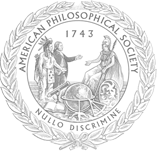 AMERICAN PHILOSOPHICAL SOCIETY
1743
NULLO DISCRIMINE